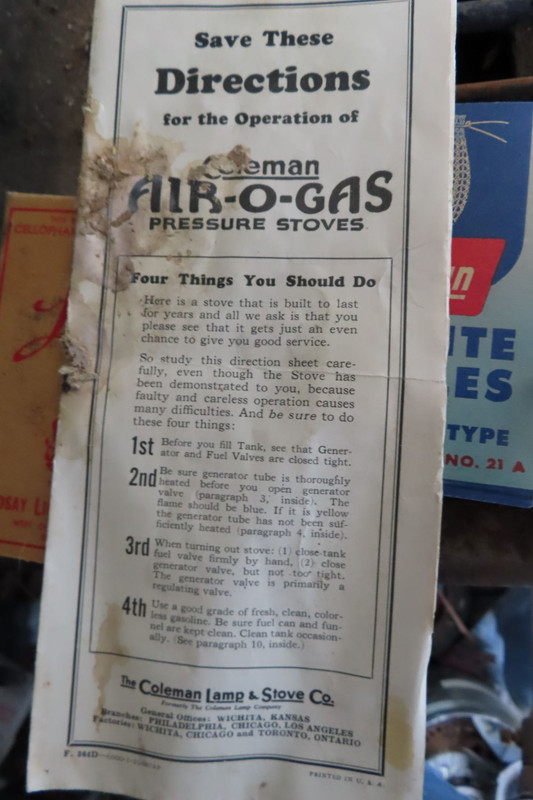 Save These
Directions
for the Operation of
Coleman
AIR-O-GAS
PRESSURE STOVES
Four Things You Should Do
Here is a stove that is built to last
for years and all we ask is that you
please see that it gets just an even
chance to give you good service.
So study this direction sheet care-
fully, even though the Stove has
been demonstrated to you, because
faulty and careless operation causes
many difficulties. And be sure to do
these four things:
1st Before you fill Tank, see that Gener-
ator and Fuel Valves are closed tight.
2nd Be sure generator tube is thoroughly
heated before you open generator
valve (paragraph 3, inside). The
flame should be blue. If it is yellow
the generator tube has not been suf-
ficiently heated (paragraph 4, inside).
3rd When turning out stove: (1) close tank
fuel valve firmly by hand, (2) close
generator valve, but not too tight.
The generator valve is primarily a
regulating valve.
4th Use a good grade of fresh, clean, color-
less gasoline. Be sure fuel can and fun-
nel are kept clean. Clean tank occasion-
ally. (See paragraph 10, inside.)
The Coleman Lamp & Stove Co.
Formerly The Coleman Lamp Company
General Offices: WICHITA, KANSAS
Branches: PHILADELPHIA, CHICAGO, LOS ANGELES
Factories: WICHITA, CHICAGO and TORONTO, ONTARIO
PRINTED IN U. S. A.
CELLOPHA
TYPE
NO. 21 A